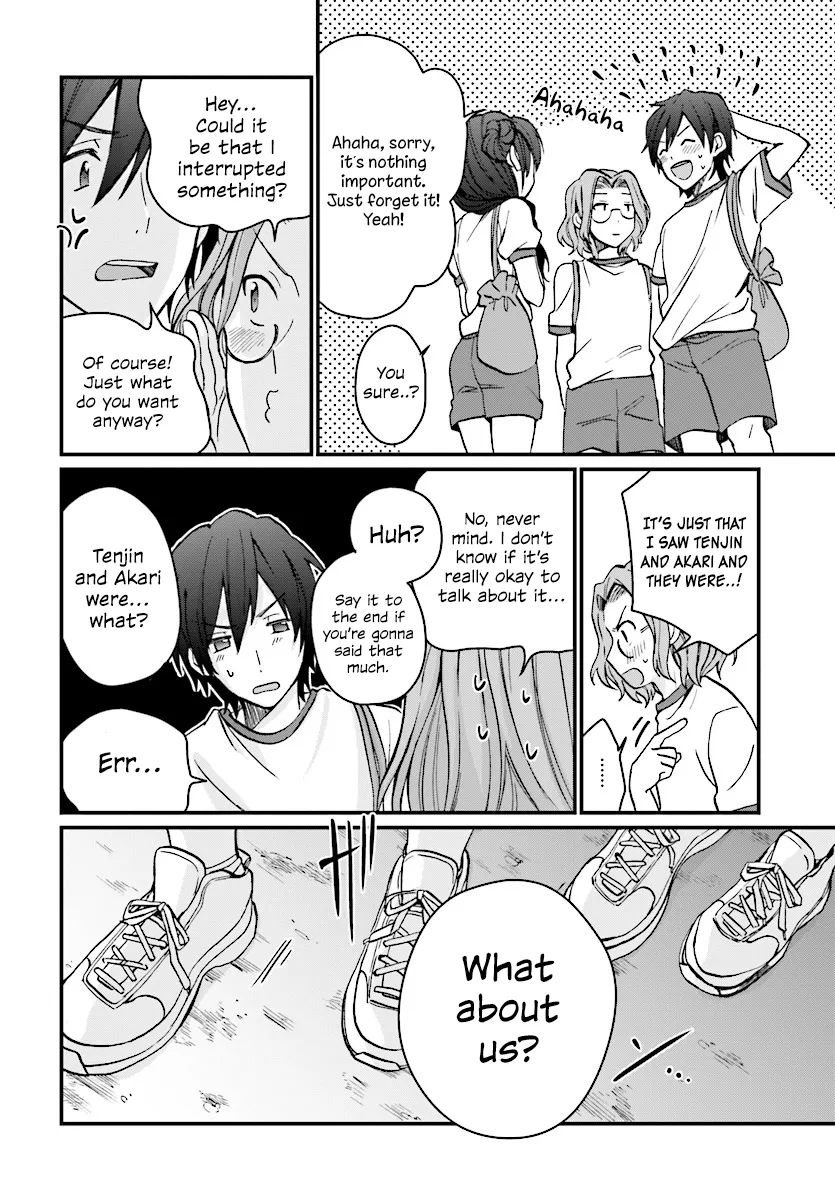 Ahahaha
Ahaha, sorry,
it's nothing
important.
Just forget it!
Yeah!
You
sure..?
Hey...
Could it
be that I
interrupted
something?
Of course!
Just what
do you want
anyway?
IT'S JUST THAT
I SAW TENJIN
AND AKARI AND
THEY WERE..!
.......
No, never
mind. I don't
know if it's
really okay to
talk about it...
Huh?
Say it to
the end if
you're gonna
said that
much.
Tenjin
and Akari
were...
what?
Err...
What
about
us?